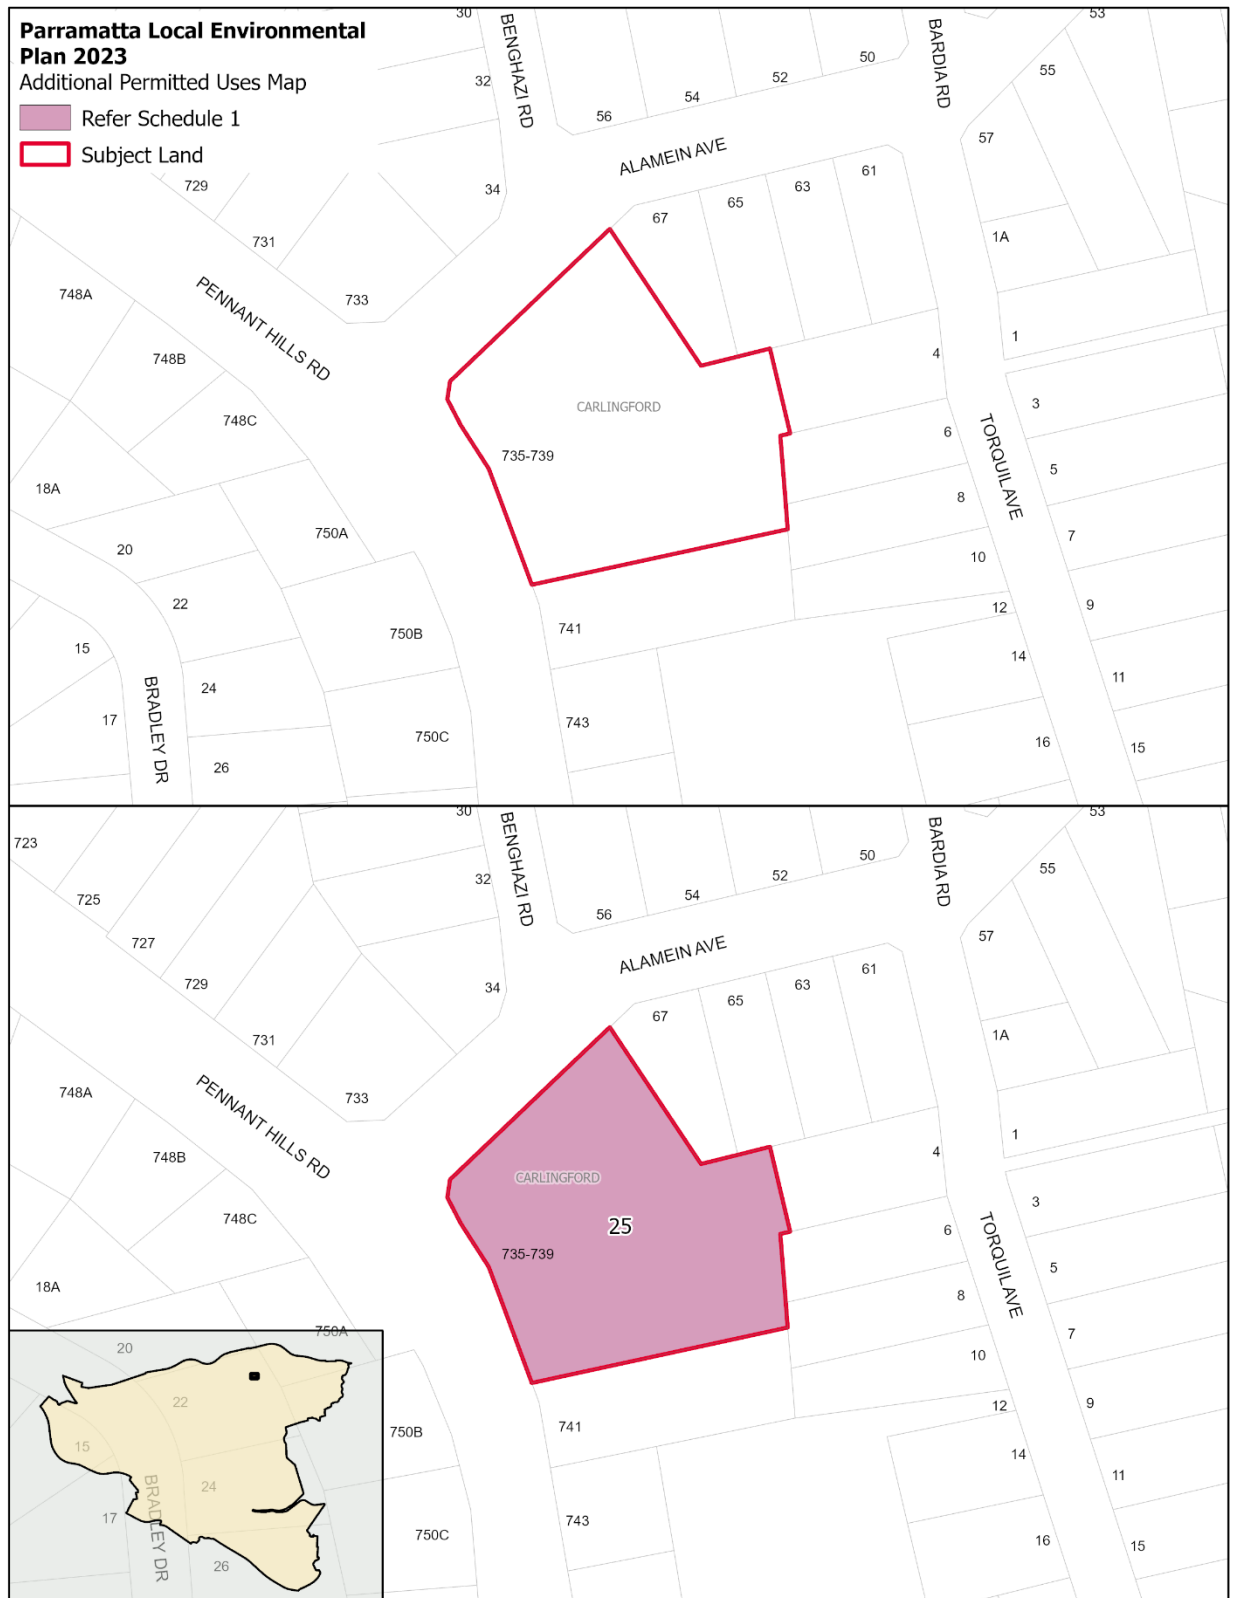 Parramatta Local Environmental
Plan 2023
Additional Permitted Uses Map
Refer Schedule 1
Subject Land
30
BENGHAZI RD
BARDIA RD
53
32
56
54
52
50
55
57
ALAMEIN AVE
729
34
67
65
63
61
731
1A
748A
PENNANT HILLS RD
733
748B
1
4
CARLINGFORD
3
748C
735-739
6
TORQUIL AVE
5
18A
8
750A
7
20
10
22
12
9
15
750B
741
14
11
24
BRADLEY DR
17
743
750C
16
15
26
30
BENGHAZI RD
BARDIA RD
53
723
32
50
52
55
54
725
56
57
727
ALAMEIN AVE
729
34
67
65
63
61
731
1A
748A
PENNANT HILLS RD
733
748B
1
4
CARLINGFORD
3
748C
25
735-739
6
TORQUIL AVE
5
18A
8
750A
7
20
10
22
12
9
15
750B
741
14
11
24
BRADLEY DR
17
743
750C
16
15
26